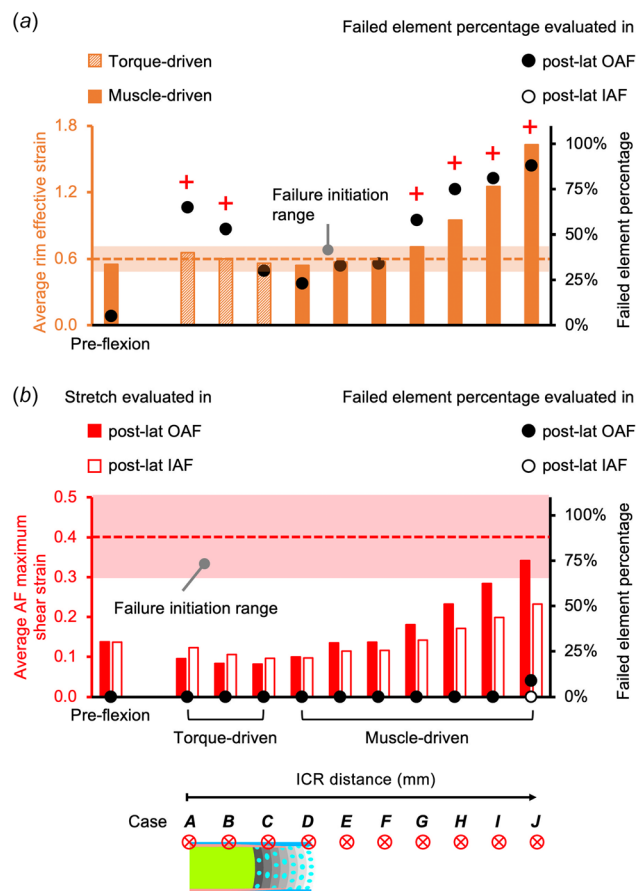 (a)
Failed element percentage evaluated in
Torque-driven
Muscle-driven
post-lat OAF
post-lat IAF
Average rim effective strain
1.8
1.2
0.6
0.0
Failure initiation
range
100%
75%
50%
25%
0%
Failed element percentage
Pre-flexion
(b)
Stretch evaluated in
Failed element percentage evaluated in
post-lat OAF
post-lat IAF
post-lat OAF
post-lat IAF
Average AF maximum
shear strain
0.5
0.4
0.3
0.2
0.1
0.0
Failure initiation range
100%
75%
50%
25%
0%
Failed element percentage
Pre-flexion
Torque-driven
Muscle-driven
ICR distance (mm)
Case A B C D E F G H I J